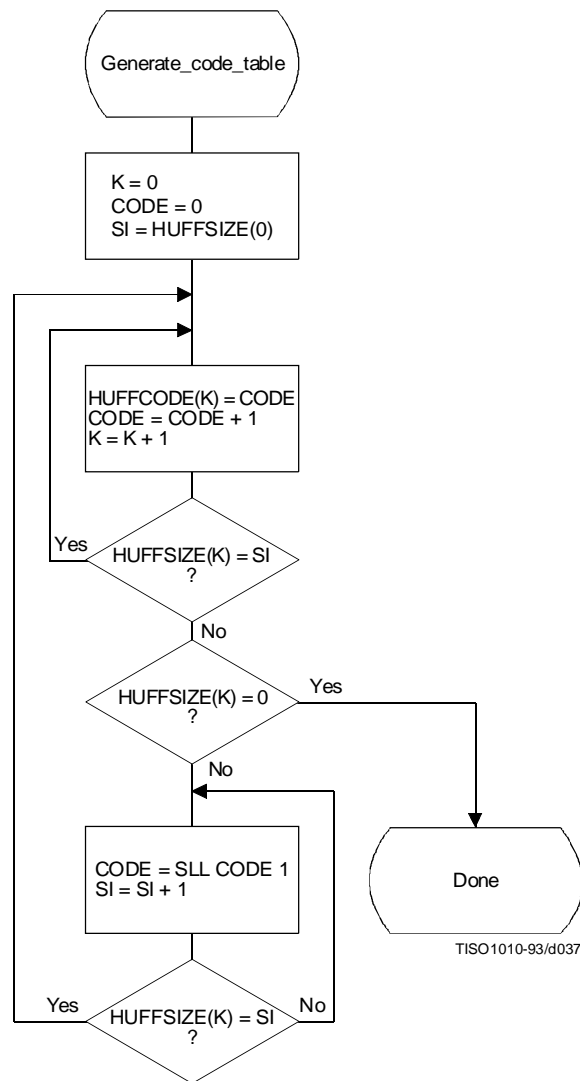 Generate_code_table
K = 0
CODE = 0
SI = HUFFSIZE(0)
HUFFCODE(K) = CODE
CODE = CODE + 1
K = K + 1
Yes
HUFFSIZE(K) = SI
?
No
HUFFSIZE(K) = 0
?
Yes
No
CODE = SLL CODE 1
SI = SI + 1
Done
TISO1010-93/d037
Yes
HUFFSIZE(K) = SI
?
No